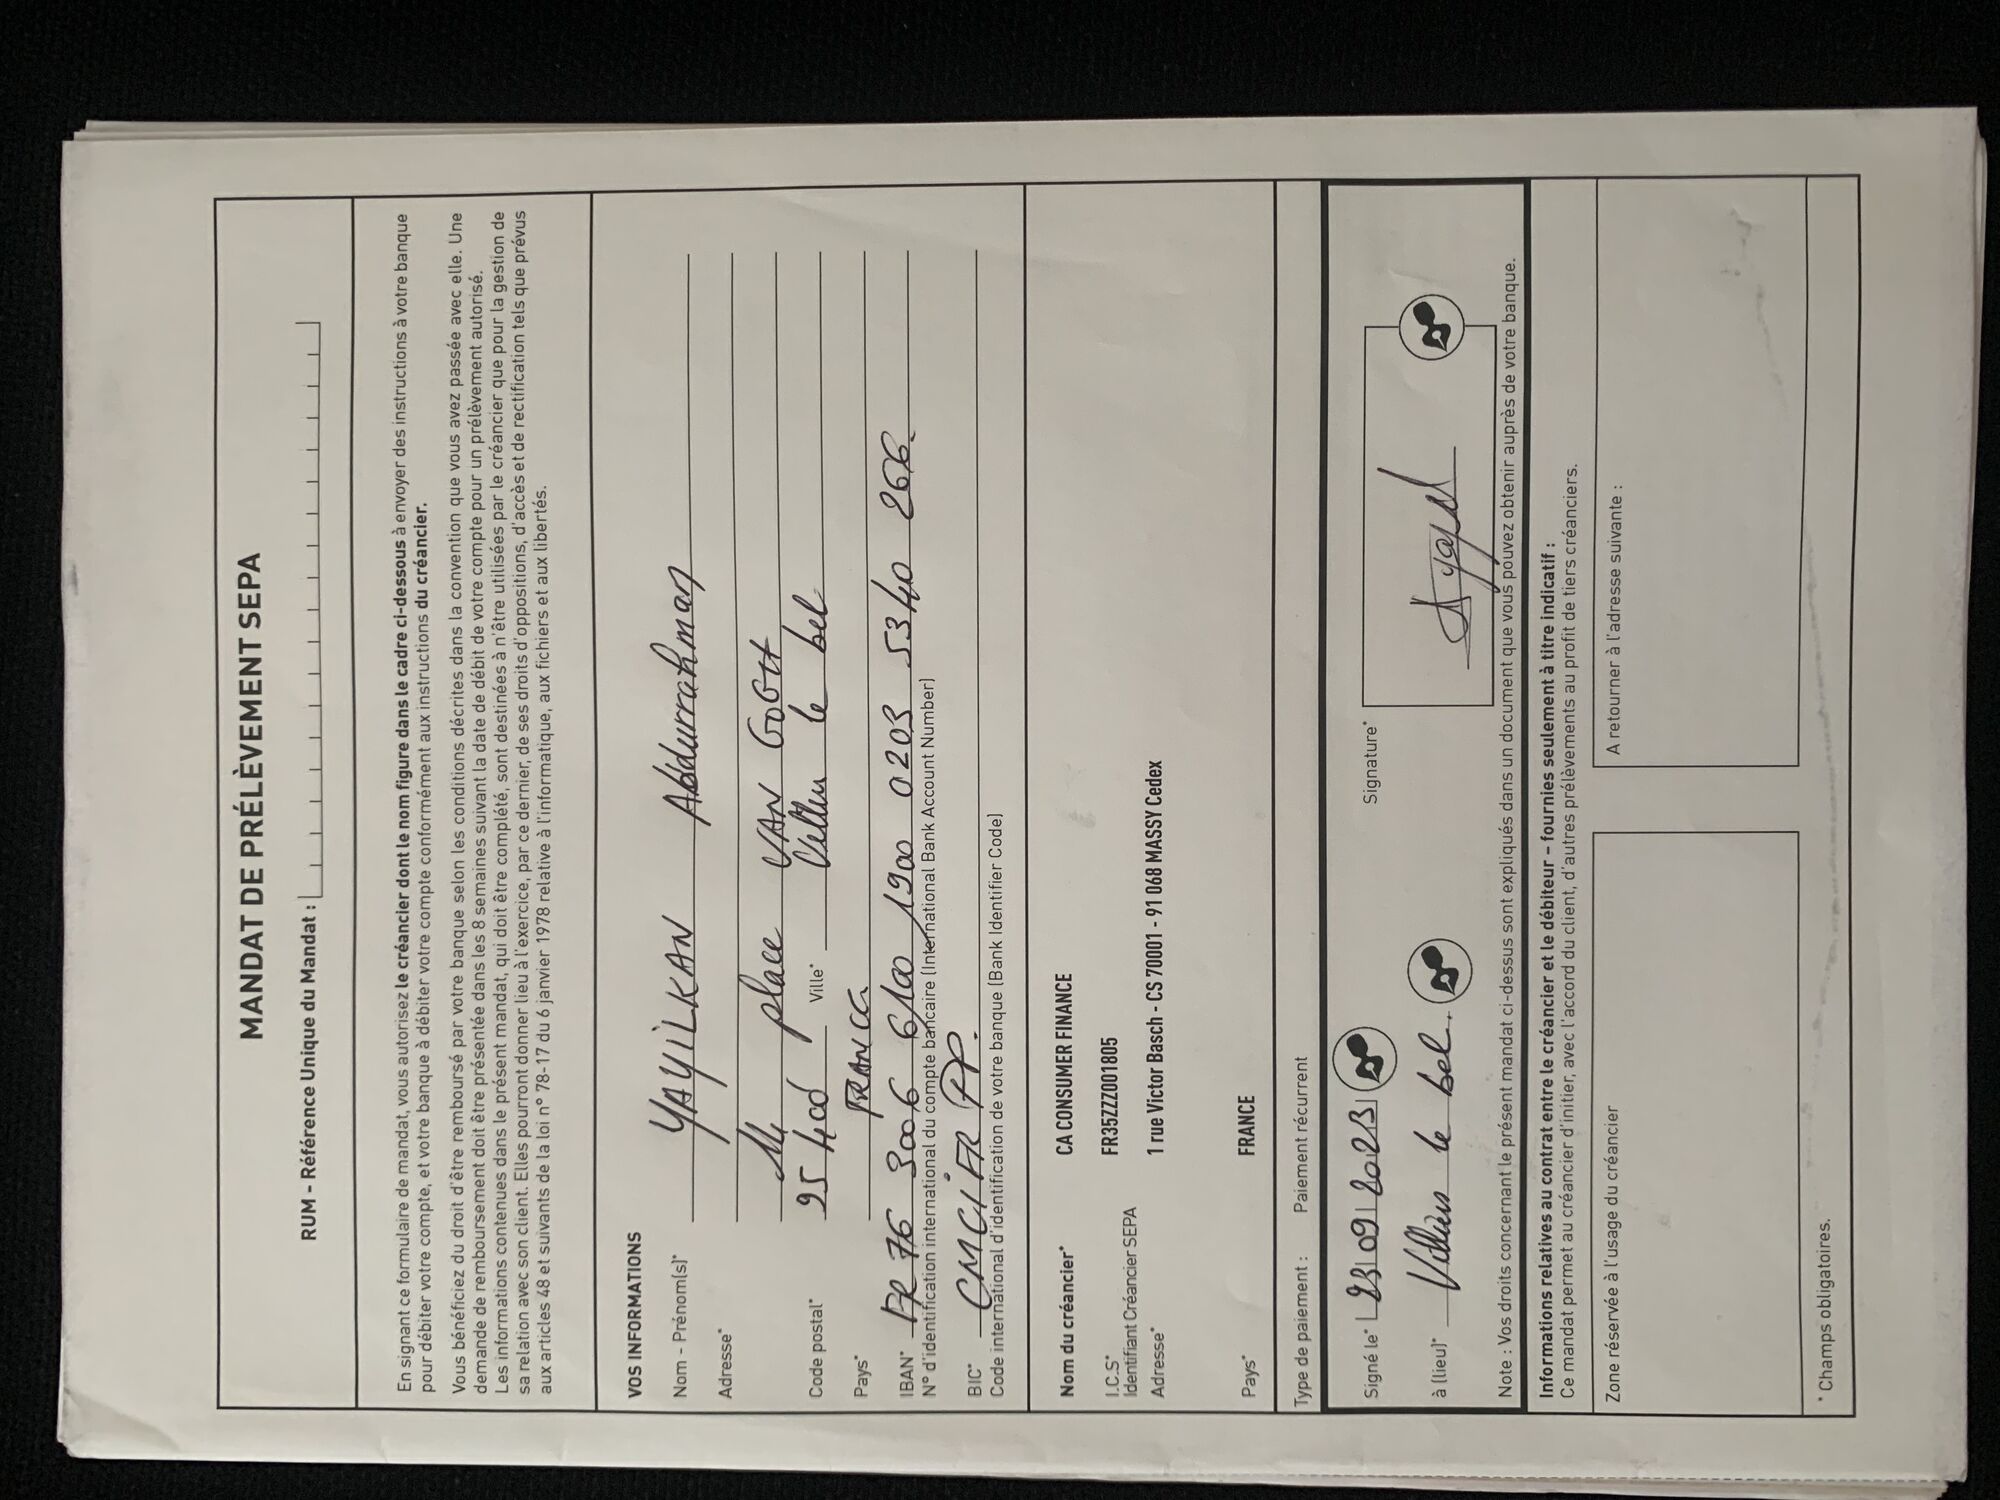 MANDAT DE PRÉLÈVEMENT SEPA
RUM - Référence Unique du Mandat :
En signant ce formulaire de mandat, vous autorisez le créancier dont le nom figure dans le cadre ci-dessous à envoyer des instructions à votre banque
pour débiter votre compte, et votre banque à débiter votre compte conformément aux instructions du créancier.
Vous bénéficiez du droit d'être remboursé par votre banque selon les conditions décrites dans la convention que vous avez passée avec elle. Une
demande de remboursement doit être présentée dans les 8 semaines suivant la date de débit de votre compte pour un prélèvement autorisé.
Les informations contenues dans le présent mandat, qui doit être complété, sont destinées à n'être utilisées par le créancier que pour la gestion de
sa relation avec son client. Elles pourront donner lieu à l'exercice, par ce dernier, de ses droits d'oppositions, d'accès et de rectification tels que prévus
aux articles 48 et suivants de la loi n° 78-17 du 6 janvier 1978 relative à l'informatique, aux fichiers et aux libertés.
VOS INFORMATIONS
Nom - Prénom(s)* YAYILKAN Abdurrahman
Adresse*
place VAN GOGH
Code postal* 95400 Ville* le bel
Pays* FRANCE
IBAN* FR 76 3006 6100 1900 0203 5340 266
N° d'identification international du compte bancaire (International Bank Account Number)
BIC* CMCIFRPP.
Code international d'identification de votre banque (Bank Identifier Code)
Nom du créancier* CA CONSUMER FINANCE
I.C.S* FR35ZZZ001805
Identifiant Créancier SEPA
Adresse* 1 rue Victor Basch - CS 70001 - 91 068 MASSY Cedex
Pays* FRANCE
Type de paiement : Paiement récurrent
Signé le* 23 09 2023
Signature*
à (lieu)* Villiers le bel.
Note : Vos droits concernant le présent mandat ci-dessus sont expliqués dans un document que vous pouvez obtenir auprès de votre banque.
Informations relatives au contrat entre le créancier et le débiteur - fournies seulement à titre indicatif :
Ce mandat permet au créancier d'initier, avec l'accord du client, d'autres prélèvements au profit de tiers créanciers.
Zone réservée à l'usage du créancier
A retourner à l'adresse suivante :
* Champs obligatoires.